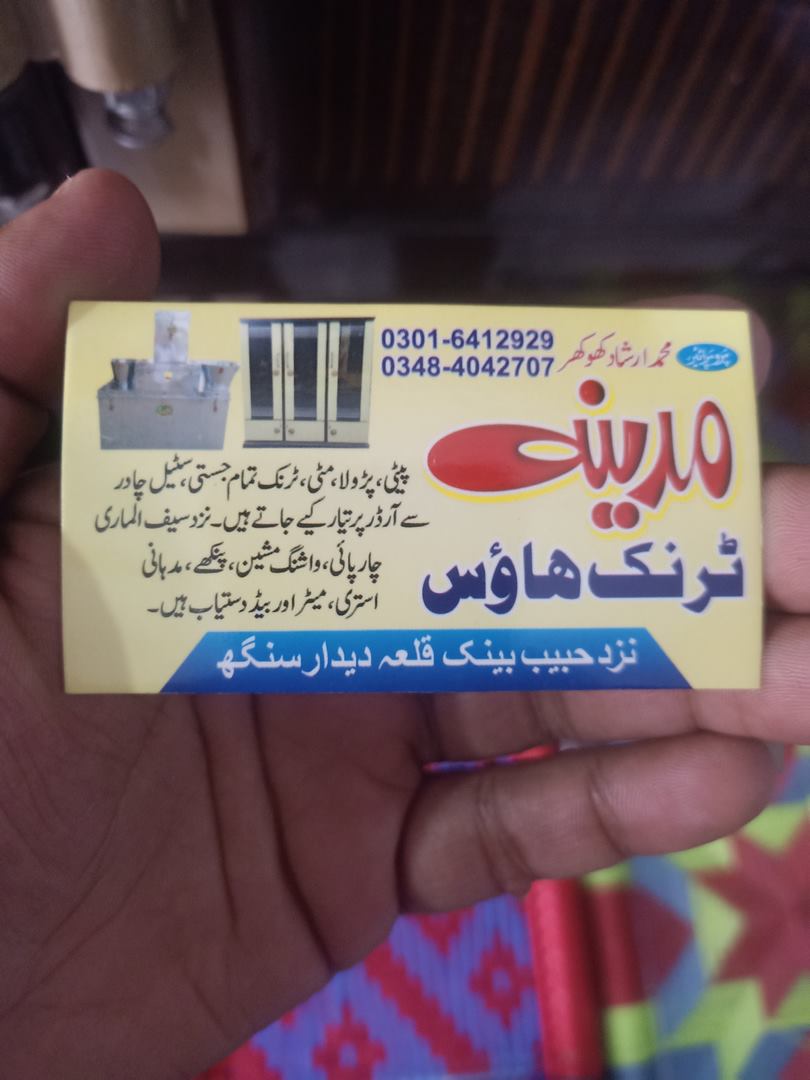 پروپرائیٹر محمد ارشاد کھوکھر
0301-6412929
0348-4042707
مدینہ
ٹرنک ھاؤس
پیٹی، پڑولا، مٹی، ٹرنک تمام جستی، سٹیل چادر
سے آرڈر پر تیار کیے جاتے ہیں۔ نزد سیف الماری
چارپائی، واشنگ مشین، پنکھے، مدہانی
استری، میٹر اور بیڈ دستیاب ہیں۔
نزد حبیب بینک قلعہ دیدار سنگھ